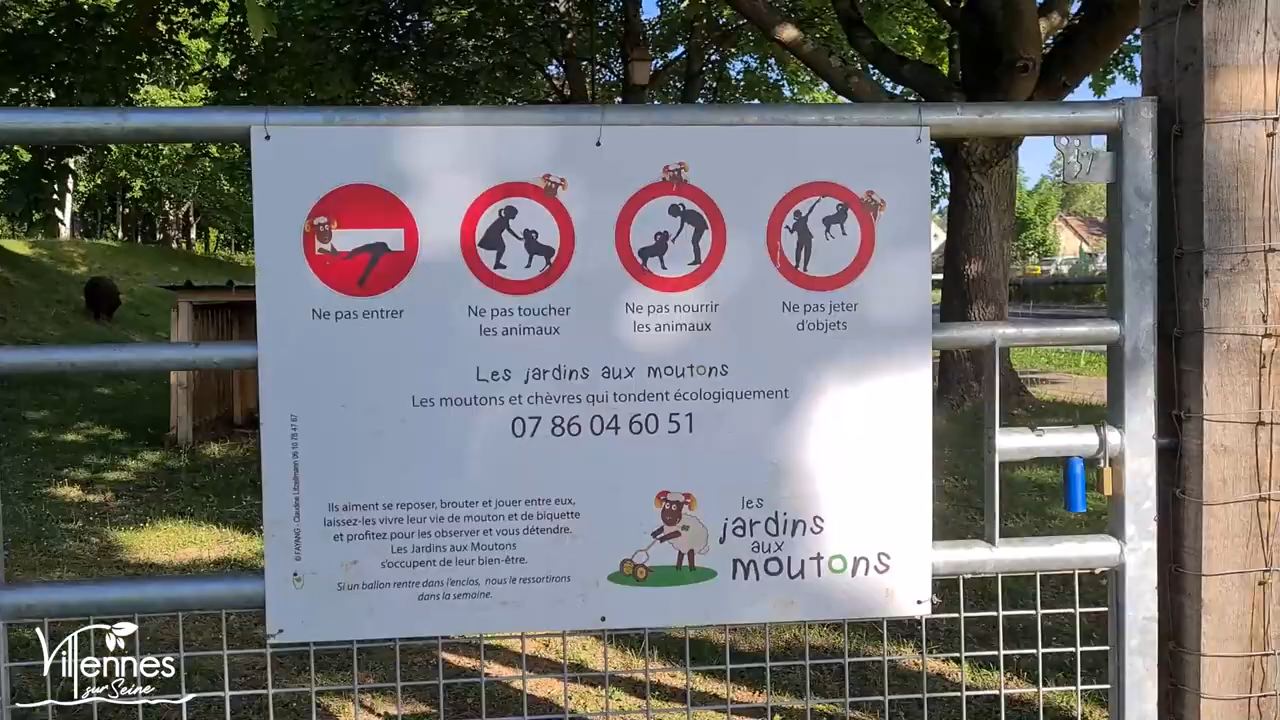 Ne pas entrer
Ne pas toucher
les animaux
Ne pas nourrir
les animaux
Ne pas jeter
d'objets
Les jardins aux moutons
Les moutons et chèvres qui tondent écologiquement
07 86 04 60 51
Ils aiment se reposer, brouter et jouer entre eux,
laissez-les vivre leur vie de mouton et de biquette
et profitez pour les observer et vous détendre.
Les Jardins aux Moutons
s'occupent de leur bien-être.
Si un ballon rentre dans l'enclos, nous le ressortirons
dans la semaine.
les
jardins
aux
moutons
Villennes
sur Seine